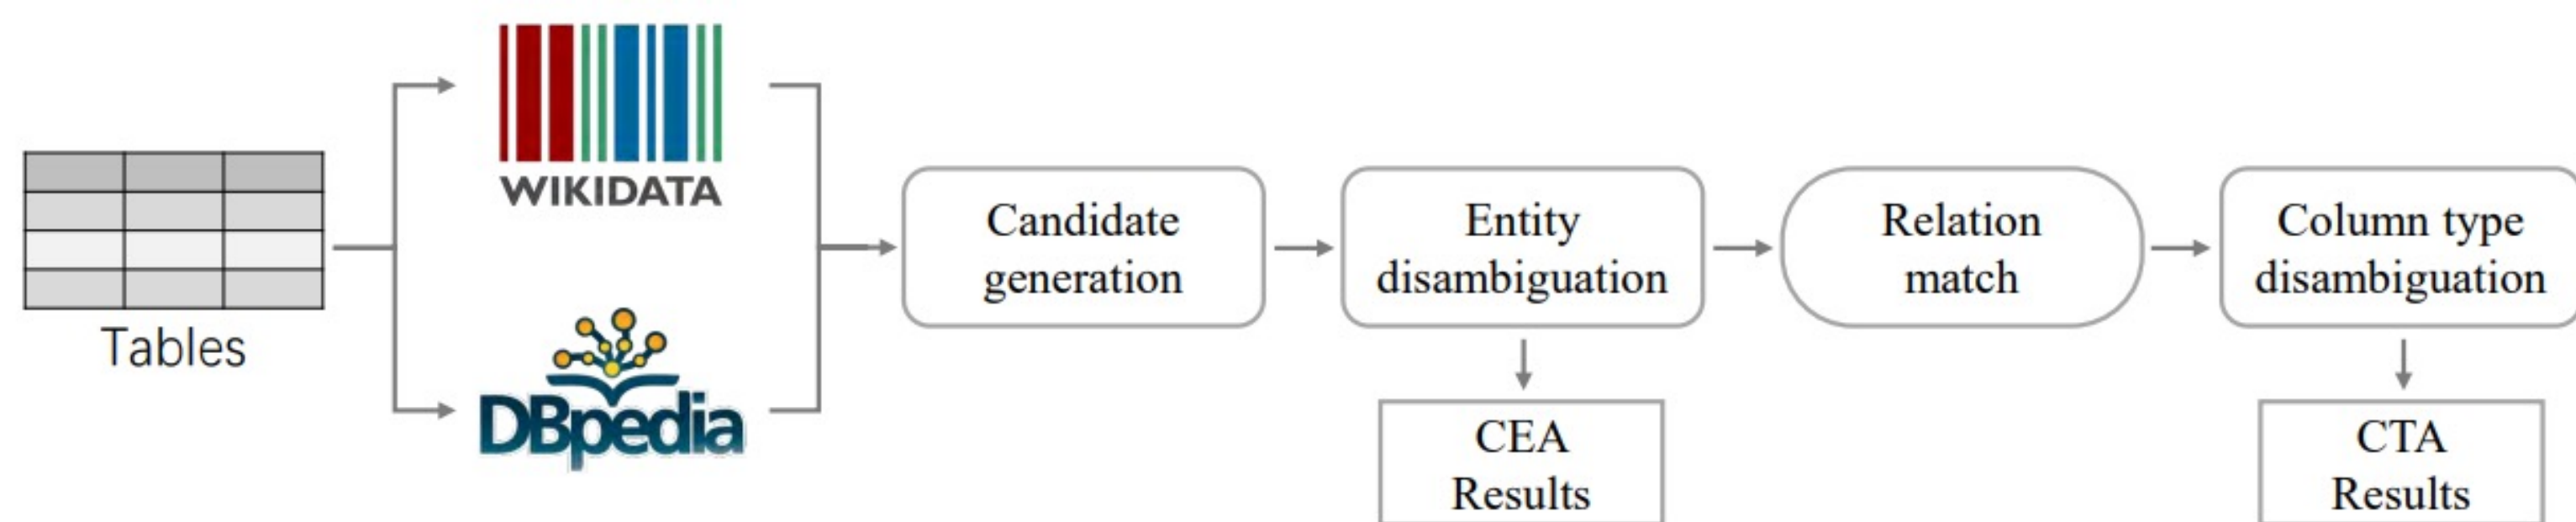 Tables
WIKIDATA
DBpedia
Candidate
generation
Entity
disambiguation
Relation
match
Column type
disambiguation
CEA
Results
CTA
Results